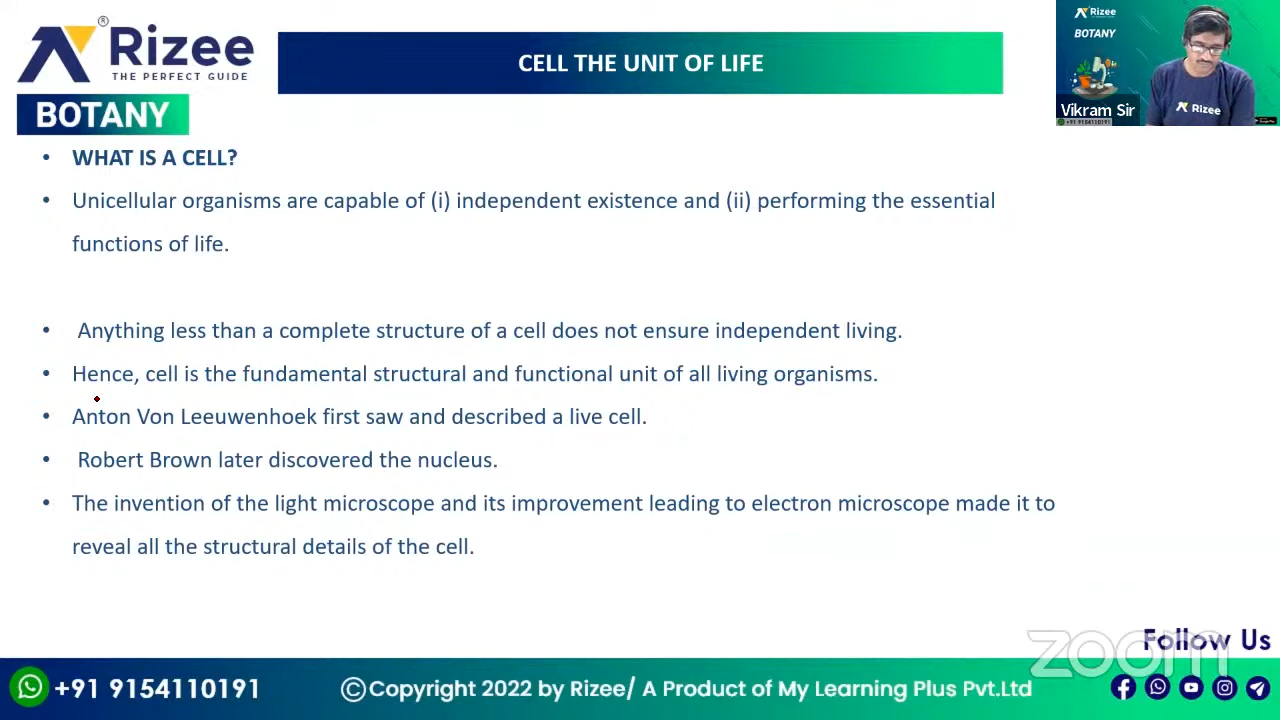 Rizee
®
THE PERFECT GUIDE
CELL THE UNIT OF LIFE
Rizee
BOTANY
Rizee
Vikram Sir
+91 9154110191
BOTANY
• WHAT IS A CELL?
• Unicellular organisms are capable of (i) independent existence and (ii) performing the essential
functions of life.
• Anything less than a complete structure of a cell does not ensure independent living.
• Hence, cell is the fundamental structural and functional unit of all living organisms.
• Anton Von Leeuwenhoek first saw and described a live cell.
• Robert Brown later discovered the nucleus.
• The invention of the light microscope and its improvement leading to electron microscope made it to
reveal all the structural details of the cell.
Follow Us
zoom
+91 9154110191
©Copyright 2022 by Rizee/ A Product of My Learning Plus Pvt.Ltd